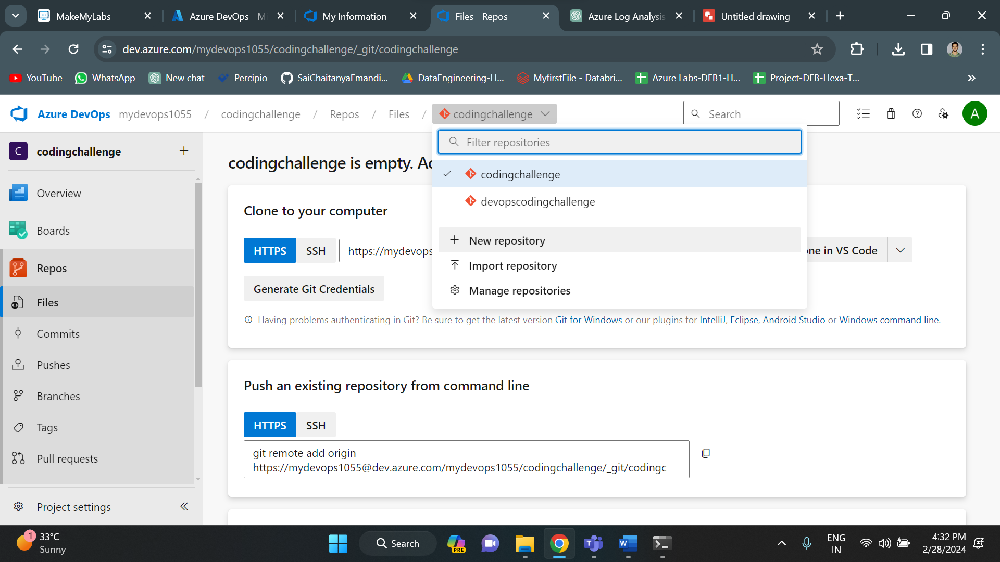 MakeMyLabs
Azure DevOps - Mi
My Information
Files - Repos
Azure Log Analysis
Untitled drawing -
dev.azure.com/mydevops1055/codingchallenge/_git/codingchallenge
YouTube
WhatsApp
New chat
Percipio
SaiChaitanyaEmandi...
DataEngineering-H...
MyfirstFile - Databri...
Azure Labs-DEB1-H...
Project-DEB-Hexa-T...
Azure DevOps
mydevops1055 / codingchallenge / Repos / Files / codingchallenge
Search
A
C
codingchallenge
Filter repositories
codingchallenge is empty.
codingchallenge
Overview
devopscodingchallenge
Clone to your computer
Boards
New repository
HTTPS
SSH
https://mydevops
one in VS Code
Import repository
Repos
Generate Git Credentials
Manage repositories
Files
Having problems authenticating in Git? Be sure to get the latest version Git for Windows or our plugins for IntelliJ, Eclipse, Android Studio or Windows command line.
Commits
Pushes
Push an existing repository from command line
Branches
HTTPS
SSH
Tags
git remote add origin
https://mydevops1055@dev.azure.com/mydevops1055/codingchallenge/_git/codingc
Pull requests
Project settings
1
33°C
Sunny
Search
PRE
ENG
IN
4:32 PM
2/28/2024